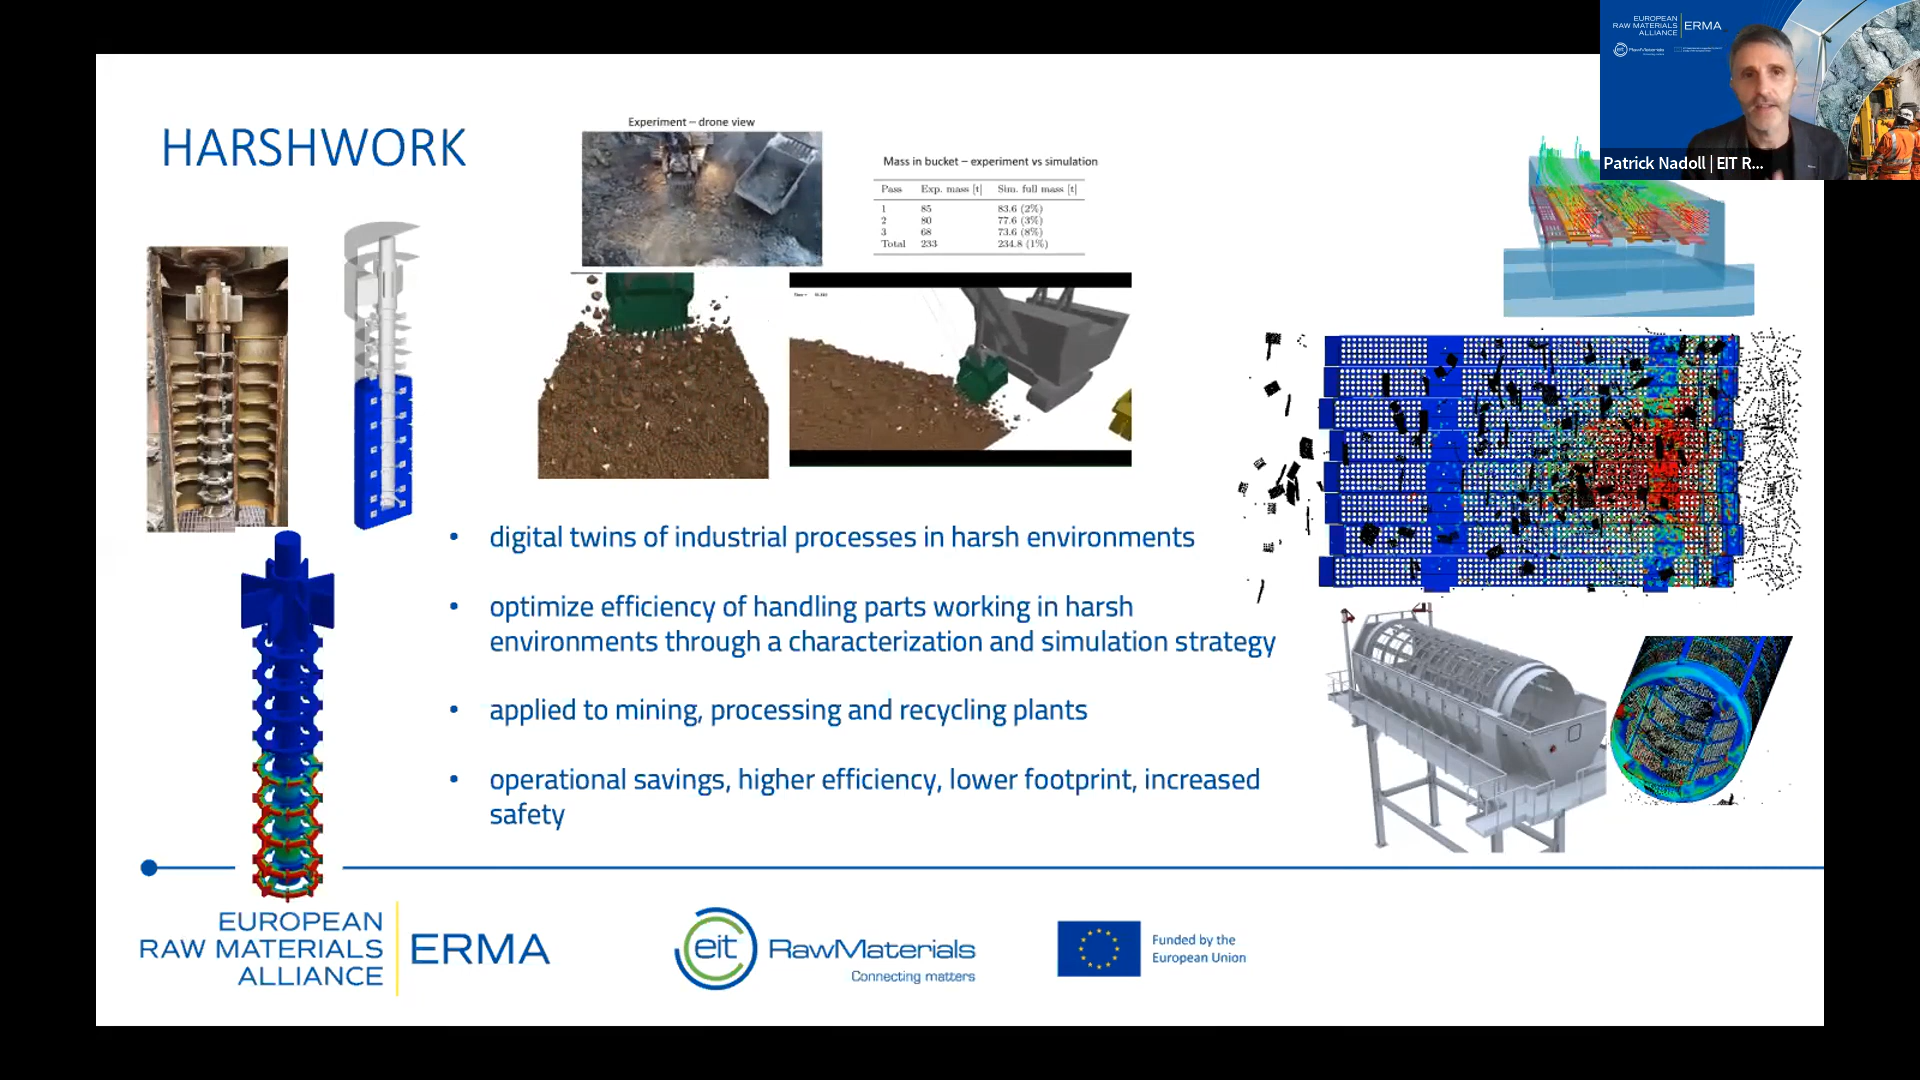 HARSHWORK
Experiment – drone view
Mass in bucket – experiment vs simulation
Pass Exp. mass [t] Sim. full mass [t]
1 85 83.6 (2%)
2 80 77.6 (3%)
3 68 73.6 (8%)
Total 233 234.8 (1%)
• digital twins of industrial processes in harsh environments
• optimize efficiency of handling parts working in harsh
environments through a characterization and simulation strategy
• applied to mining, processing and recycling plants
• operational savings, higher efficiency, lower footprint, increased
safety
EUROPEAN
RAW MATERIALS
ALLIANCE
ERMA
eit RawMaterials
Connecting matters
Funded by the
European Union
EUROPEAN
RAW MATERIALS
ALLIANCE
ERMA
eit RawMaterials
Patrick Nadoll | EIT R...